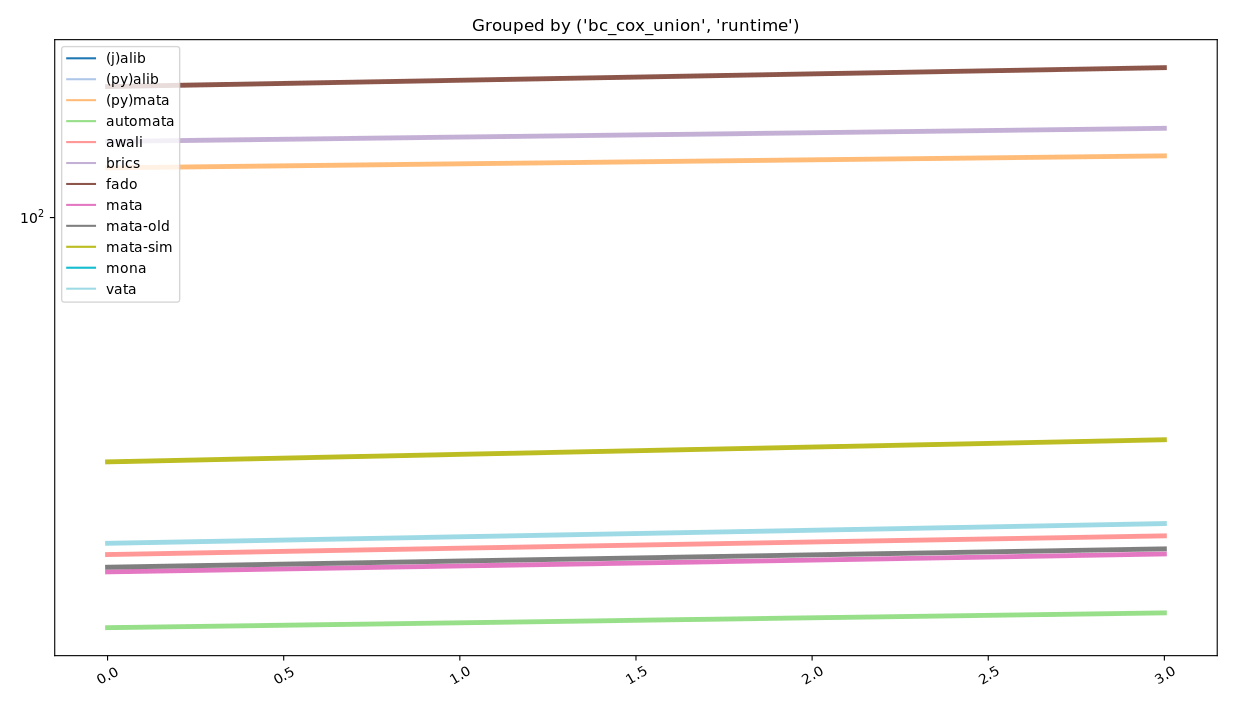 Grouped by ('bc_cox_union', 'runtime')
(j)alib
(py)alib
(py)mata
automata
awali
brics
fado
mata
mata-old
mata-sim
mona
vata
10²
0.0 0.5 1.0 1.5 2.0 2.5 3.0